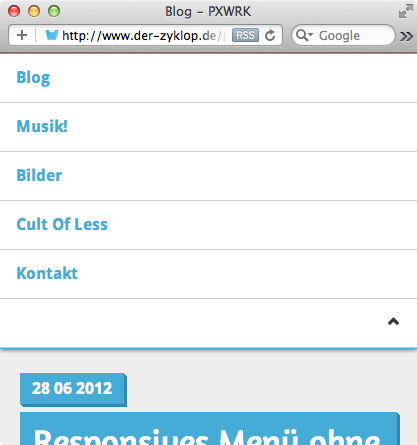 Blog – PXWRK
http://www.der-zyklop.de/ RSS Google
Blog
Musik!
Bilder
Cult Of Less
Kontakt
28 06 2012
Responsives Menü ohne